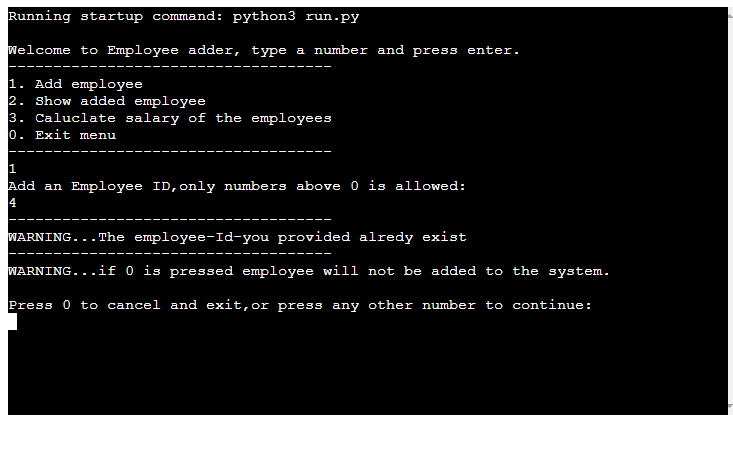 Running startup command: python3 run.py
Welcome to Employee adder, type a number and press enter.
------------------------------------
1. Add employee
2. Show added employee
3. Caluclate salary of the employees
0. Exit menu
------------------------------------
1
Add an Employee ID,only numbers above 0 is allowed:
4
------------------------------------
WARNING...The employee-Id-you provided alredy exist
------------------------------------
WARNING...if 0 is pressed employee will not be added to the system.
Press 0 to cancel and exit,or press any other number to continue: